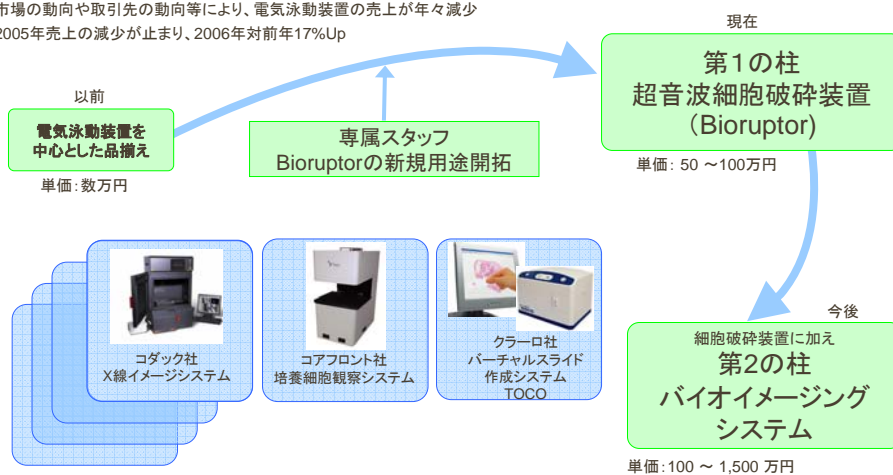 市場の動向や取引先の動向等により、電気泳動装置の売上が年々減少
2005年売上の減少が止まり、2006年対前年17%Up
現在
第1の柱
超音波細胞破砕装置
（Bioruptor)
単価： 50 ～100万円
以前
電気泳動装置を
中心とした品揃え
単価：数万円
専属スタッフ
Bioruptorの新規用途開拓
コダック社
X線イメージシステム
コアフロント社
培養細胞観察システム
クラーロ社
バーチャルスライド
作成システム
TOCO
今後
細胞破砕装置に加え
第2の柱
バイオイメージング
システム
単価：100 ～ 1,500 万円